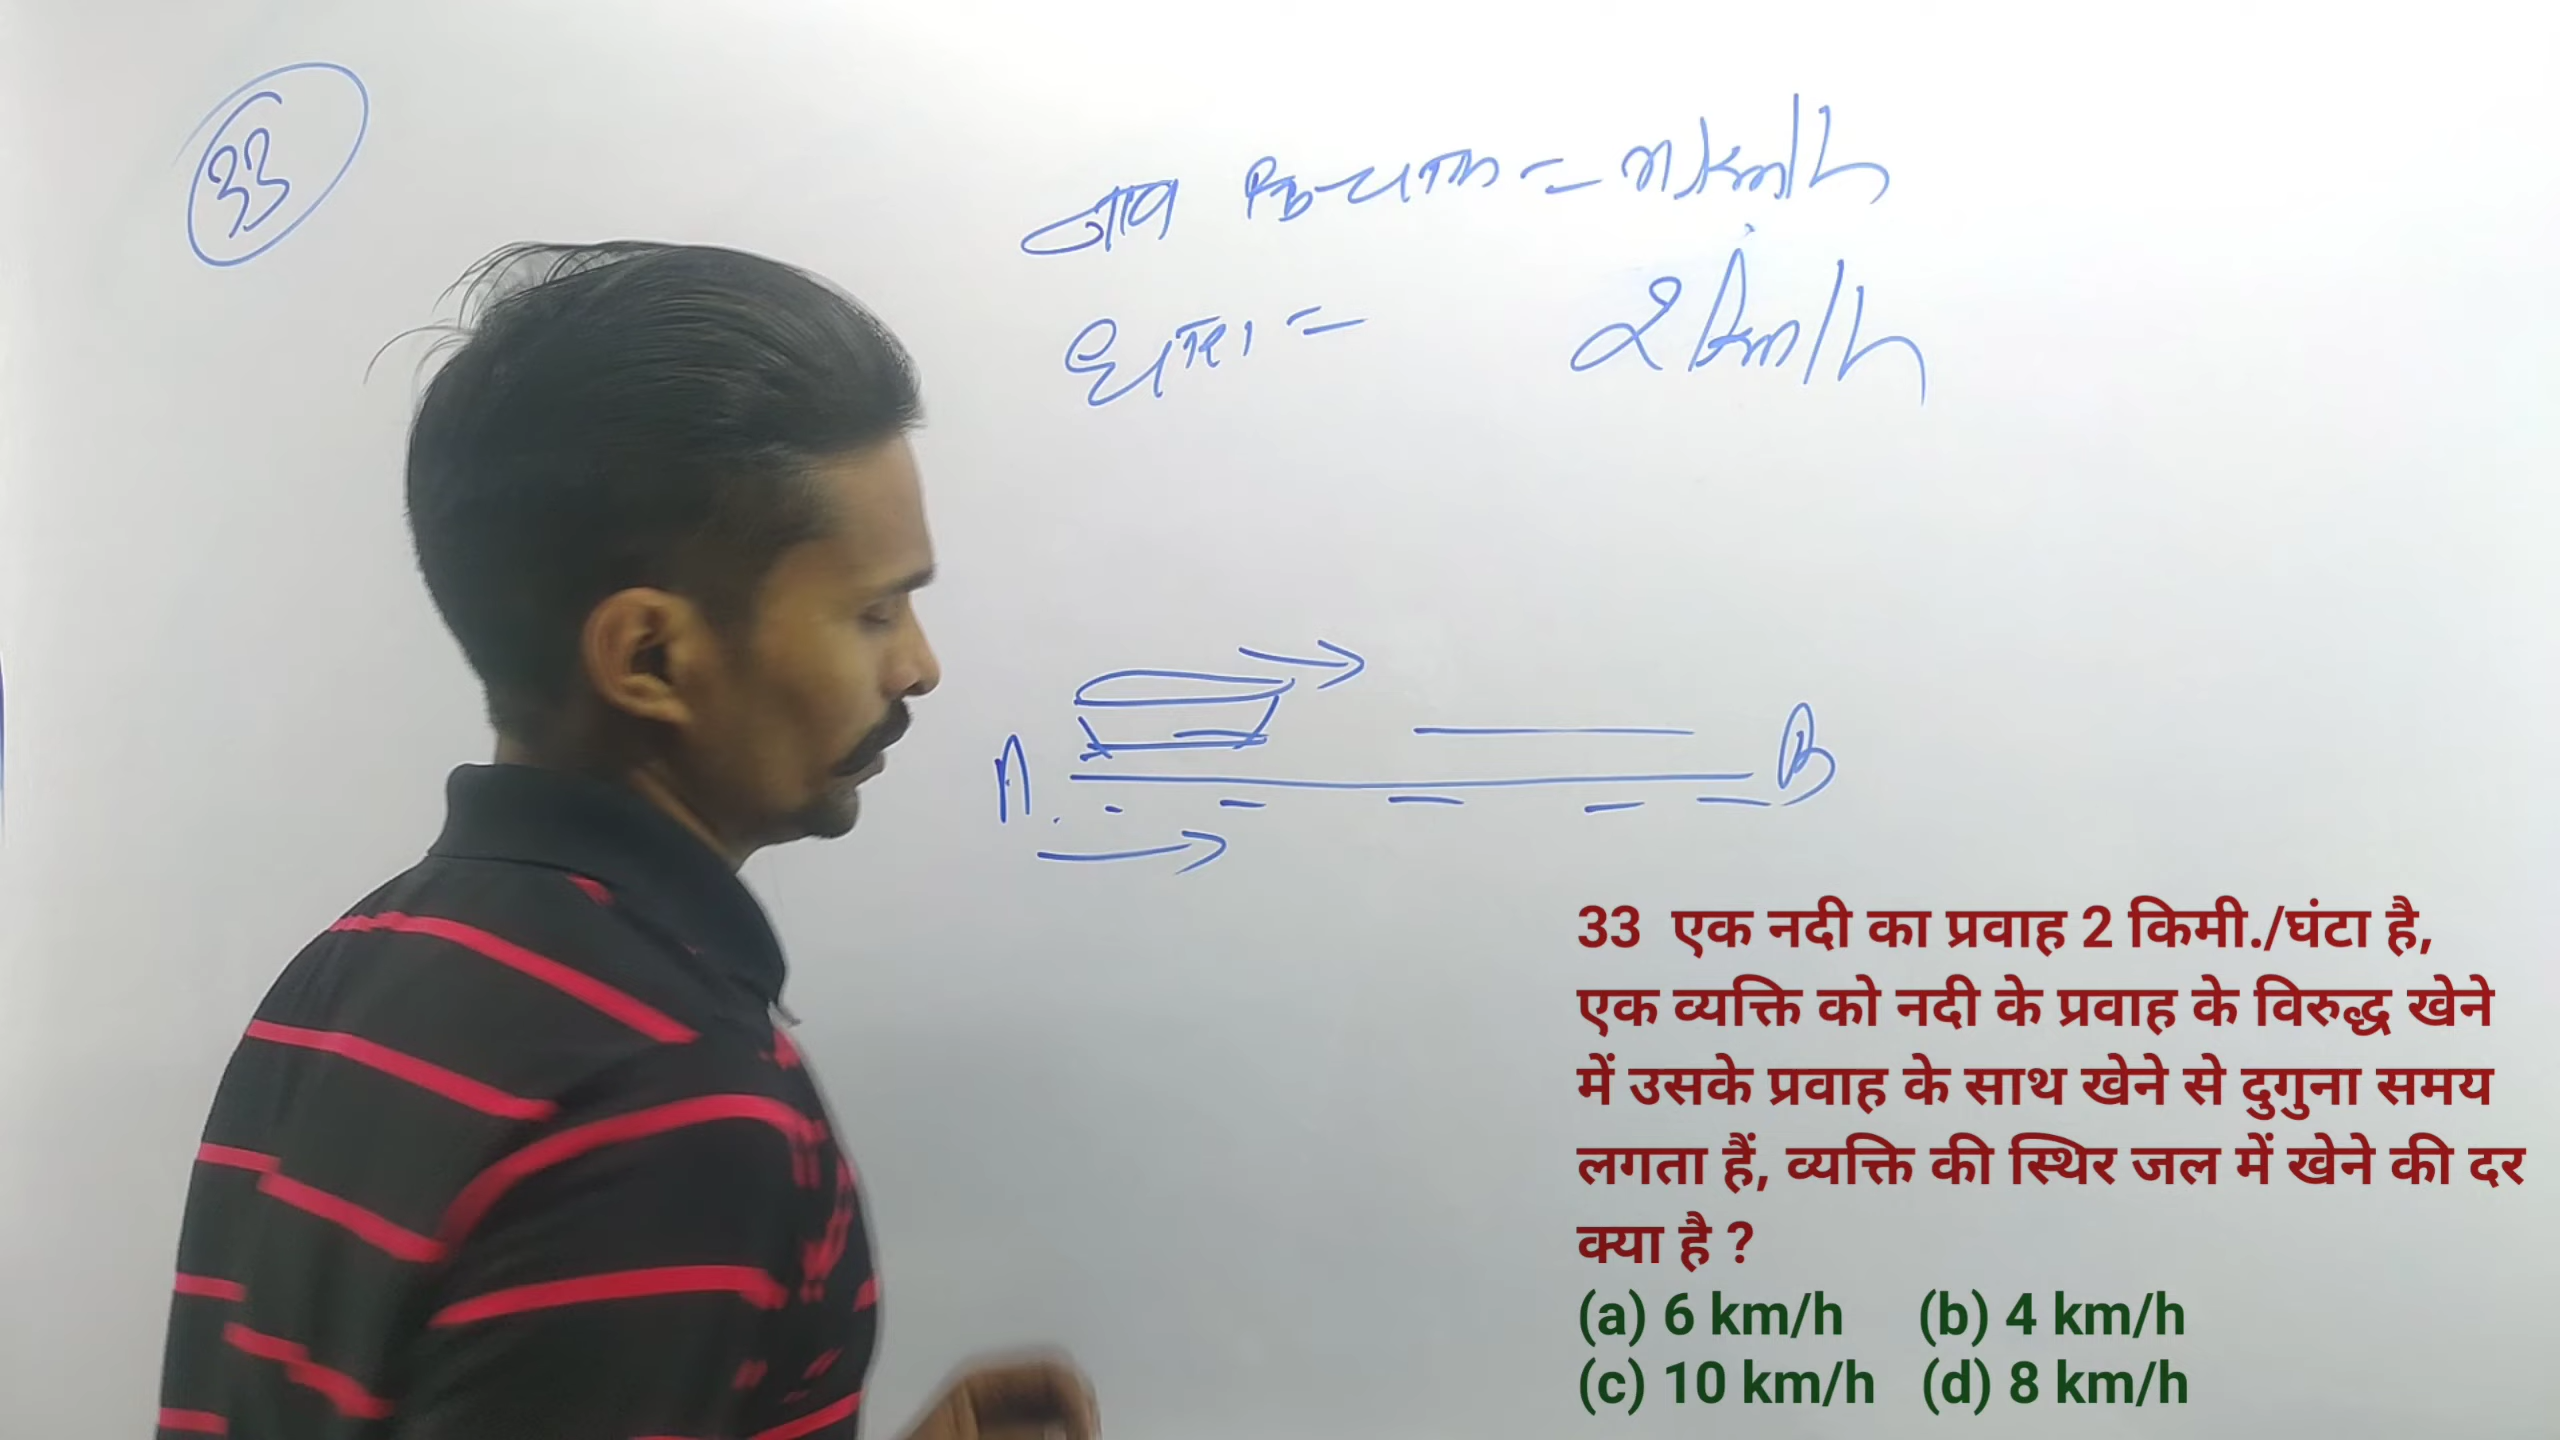 33
नाव कि चाल = x km/h
धारा = 2 km/h
A B
33 एक नदी का प्रवाह 2 किमी./घंटा है,
एक व्यक्ति को नदी के प्रवाह के विरुद्ध खेने
में उसके प्रवाह के साथ खेने से दुगुना समय
लगता हैं, व्यक्ति की स्थिर जल में खेने की दर
क्या है ?
(a) 6 km/h (b) 4 km/h
(c) 10 km/h (d) 8 km/h